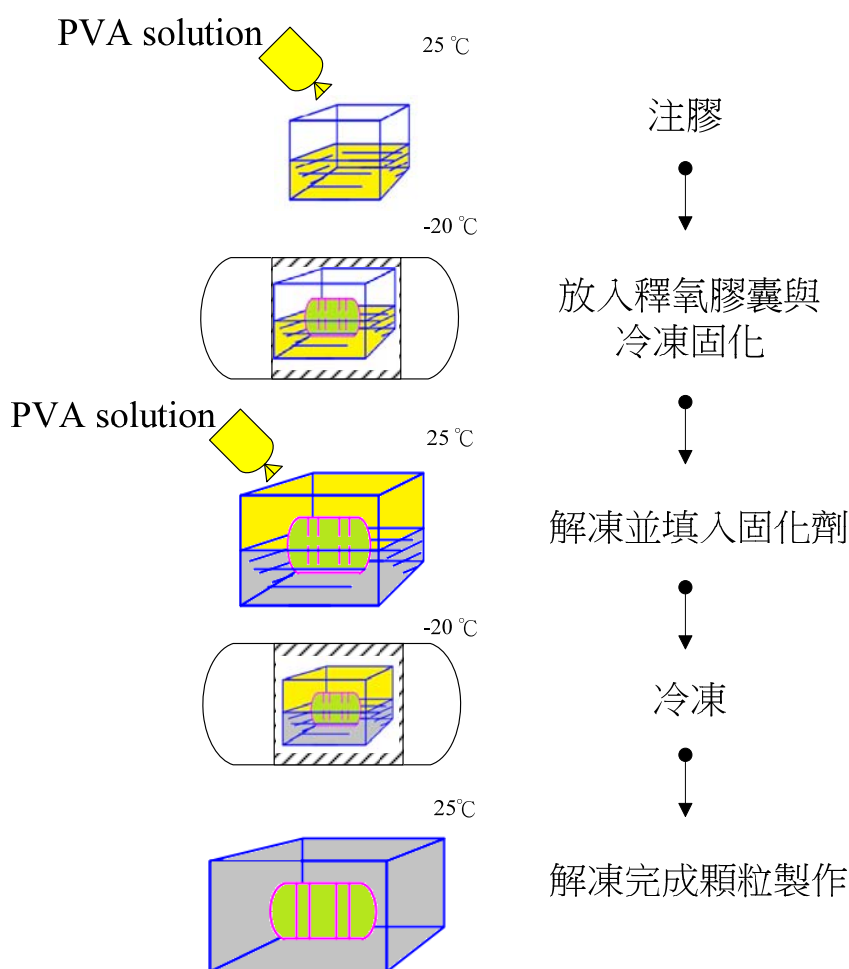 PVA solution
25 ℃
注膠
-20 ℃
放入釋氧膠囊與
冷凍固化
PVA solution
25 ℃
解凍並填入固化劑
-20 ℃
冷凍
25℃
解凍完成顆粒製作